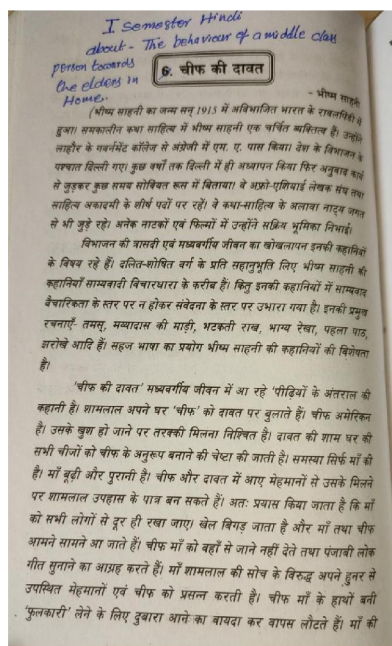 I semester Hindi
about - The behaviour of a middle class
person towards
the elders in
Home.
6. चीफ की दावत
- भीष्म साहनी
(भीष्म साहनी का जन्म सन् 1915 में अविभाजित भारत के रावलपिंडी में
हुआ। समकालीन कथा साहित्य में भीष्म साहनी एक चर्चित व्यक्तित्व हैं। उन्होंने
लाहौर के गवर्नमेंट कॉलेज से अंग्रेजी में एम. ए. पास किया। देश के विभाजन के
पश्चात दिल्ली गए। कुछ वर्षों तक दिल्ली में ही अध्यापन किया फिर अनुवाद कार्य
से जुड़कर कुछ समय सोवियत रूस में बिताया। वे अफ्रो-एशियाई लेखक संघ तथा
साहित्य अकादमी के शीर्ष पदों पर रहें। वे कथा-साहित्य के अलावा नाट्य जगत
से भी जुड़े रहे। अनेक नाटकों एवं फिल्मों में उन्होंने सक्रिय भूमिका निभाई।
विभाजन की त्रासदी एवं मध्यवर्गीय जीवन का खोखलापन इनकी कहानियों
के विषय रहे हैं। दलित-शोषित वर्ग के प्रति सहानुभूति लिए भीष्म साहनी की
कहानियाँ साम्यवादी विचारधारा के करीब हैं। किंतु इनकी कहानियों में साम्यवाद
वैचारिकता के स्तर पर न होकर संवेदना के स्तर पर उभारा गया है। इनकी प्रमुख
रचनाएँ- तमस्, मय्यादास की माड़ी, भटकती राख, भाग्य रेखा, पहला पाठ,
झरोखे आदि हैं। सहज भाषा का प्रयोग भीष्म साहनी की कहानियों की विशेषता
है।
'चीफ की दावत' मध्यवर्गीय जीवन में आ रहे 'पीढ़ियों के अंतराल की
कहानी है। शामलाल अपने घर 'चीफ' को दावत पर बुलाते हैं। चीफ अमेरिकन
है। उसके खुश हो जाने पर तरक्की मिलना निश्चित है। दावत की शाम घर की
सभी चीजों को चीफ के अनुरूप बनाने की चेष्टा की जाती है। समस्या सिर्फ माँ की
है। माँ बूढ़ी और पुरानी है। चीफ और दावत में आए मेहमानों से उसके मिलने
पर शामलाल उपहास के पात्र बन सकते हैं। अतः प्रयास किया जाता है कि माँ
को सभी लोगों से दूर ही रखा जाए। खेल बिगड़ जाता है और माँ तथा चीफ
आमने सामने आ जाते हैं। चीफ माँ को वहाँ से जाने नहीं देते तथा पंजाबी लोक
गीत सुनाने का आग्रह करते हैं। माँ शामलाल की सोच के विरुद्ध अपने हुनर से
उपस्थित मेहमानों एवं चीफ को प्रसन्न करती है। चीफ माँ के हाथों बनी
'फुलकारी' लेने के लिए दुबारा आने का वायदा कर वापस लौटते हैं। माँ की